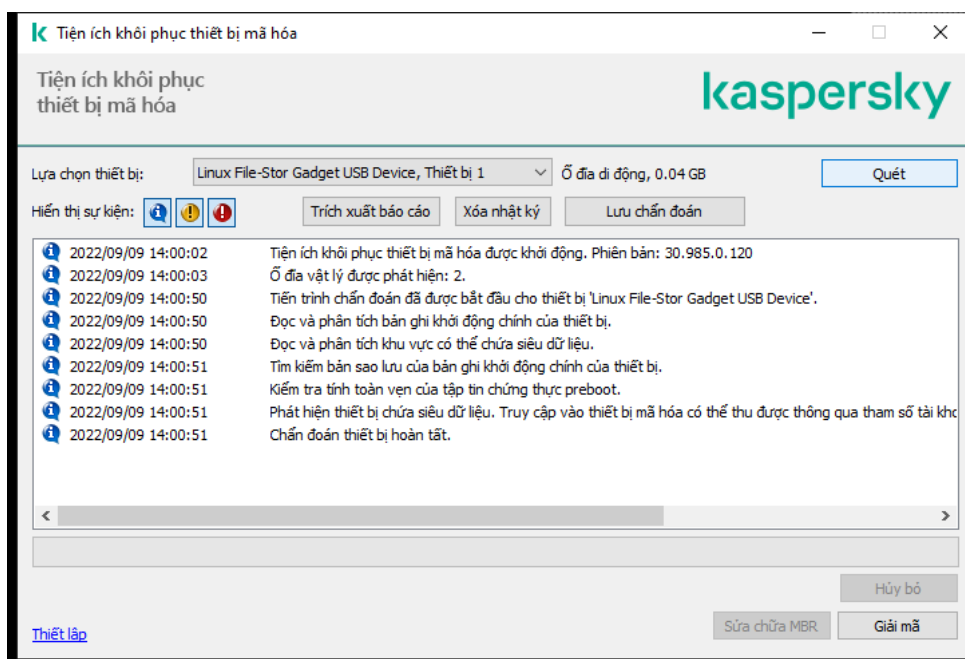 Tiện ích khôi phục thiết bị mã hóa
Tiện ích khôi phục
thiết bị mã hóa
kaspersky
Lựa chọn thiết bị: Linux File-Stor Gadget USB Device, Thiết bị 1 Ổ đĩa di động, 0.04 GB Quét
Hiển thị sự kiện: Trích xuất báo cáo Xóa nhật ký Lưu chẩn đoán
2022/09/09 14:00:02 Tiện ích khôi phục thiết bị mã hóa được khởi động. Phiên bản: 30.985.0.120
2022/09/09 14:00:03 Ổ đĩa vật lý được phát hiện: 2.
2022/09/09 14:00:50 Tiến trình chẩn đoán đã được bắt đầu cho thiết bị 'Linux File-Stor Gadget USB Device'.
2022/09/09 14:00:50 Đọc và phân tích bản ghi khởi động chính của thiết bị.
2022/09/09 14:00:50 Đọc và phân tích khu vực có thể chứa siêu dữ liệu.
2022/09/09 14:00:51 Tìm kiếm bản sao lưu của bản ghi khởi động chính của thiết bị.
2022/09/09 14:00:51 Kiểm tra tính toàn vẹn của tập tin chứng thực preboot.
2022/09/09 14:00:51 Phát hiện thiết bị chứa siêu dữ liệu. Truy cập vào thiết bị mã hóa có thể thu được thông qua tham số tài
2022/09/09 14:00:51 Chẩn đoán thiết bị hoàn tất.
Hủy bỏ
Thiết lập Sửa chữa MBR Giải mã